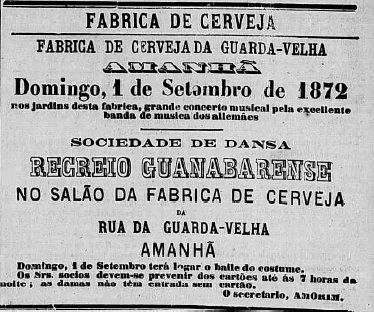 FABRICA DE CERVEJA
FABRICA DE CERVEJA DA GUARDA-VELHA
AMANHÃ
Domingo, 1 de Setembro de 1872
nos jardins desta fabrica, grande concerto musical pela excellente
banda de musica dos allemães
SOCIEDADE DE DANSA
RECREIO GUANABARENSE
NO SALÃO DA FABRICA DE CERVEJA
DA
RUA DA GUARDA-VELHA
AMANHÃ
Domingo, 1 de Setembro terá logar o baile do costume.
Os Srs. socios devem-se prevenir dos cartões até ás 7 horas da
noite ; as damas não têm entrada sem cartão.
O secretario, AMORIM.